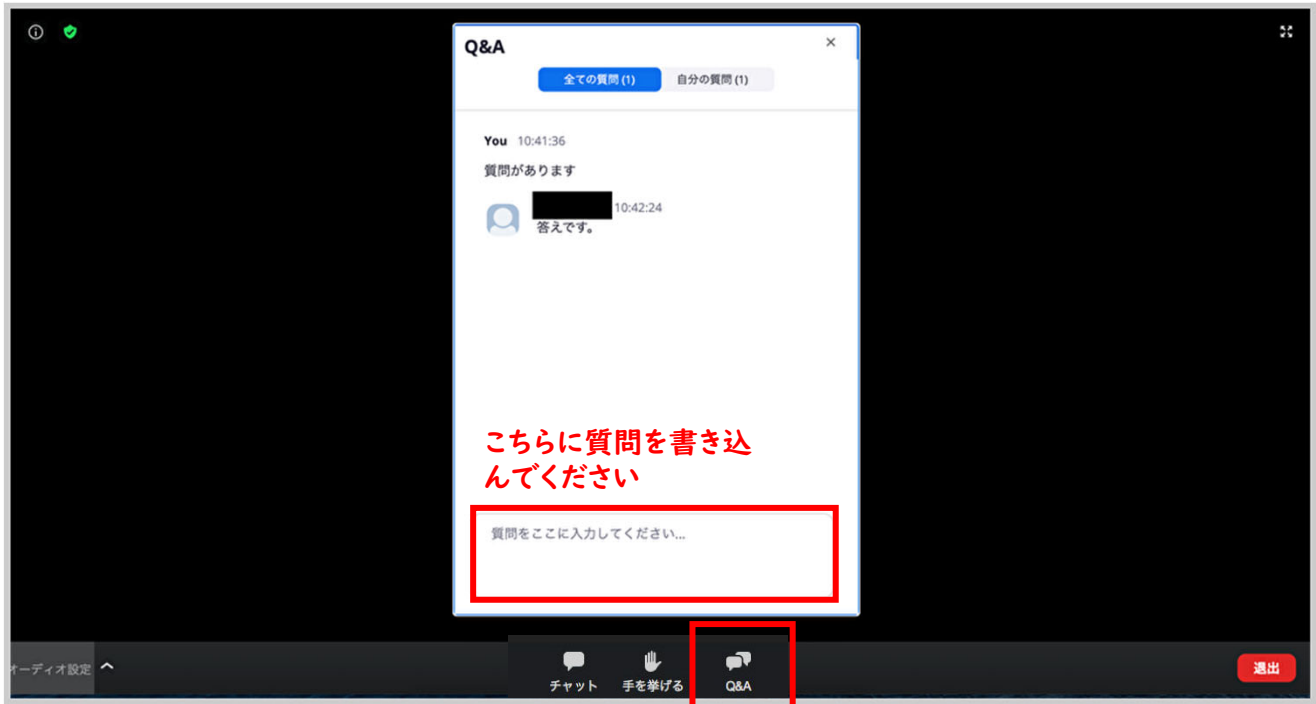 Q&A
×
全ての質問 (1)
自分の質問 (1)
You 10:41:36
質問があります
10:42:24
答えです。
こちらに質問を書き込
んでください
質問をここに入力してください...
ーディオ設定
チャット
手を挙げる
Q&A
退出